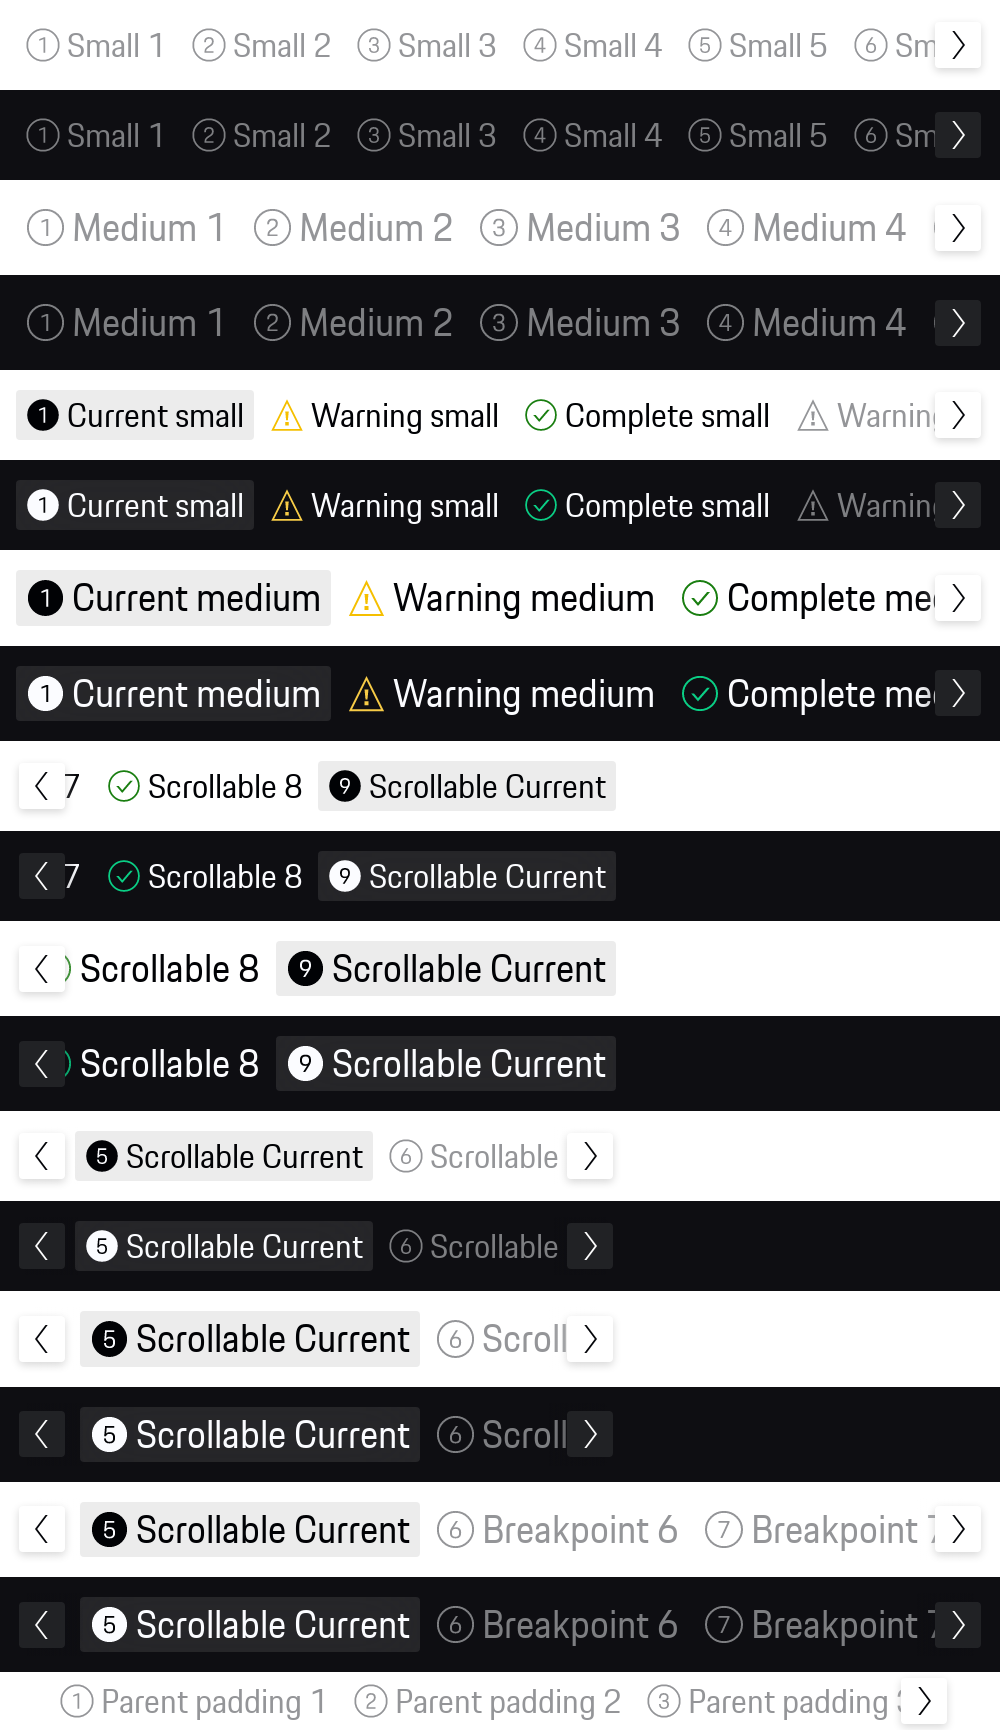 1 Small 1 2 Small 2 3 Small 3 4 Small 4 5 Small 5 6 Sm
1 Small 1 2 Small 2 3 Small 3 4 Small 4 5 Small 5 6 Sm
1 Medium 1 2 Medium 2 3 Medium 3 4 Medium 4
1 Medium 1 2 Medium 2 3 Medium 3 4 Medium 4
1 Current small Warning small Complete small Warnin
1 Current small Warning small Complete small Warnin
1 Current medium Warning medium Complete me
1 Current medium Warning medium Complete me
7 Scrollable 8 9 Scrollable Current
7 Scrollable 8 9 Scrollable Current
Scrollable 8 9 Scrollable Current
Scrollable 8 9 Scrollable Current
5 Scrollable Current 6 Scrollable
5 Scrollable Current 6 Scrollable
5 Scrollable Current 6 Scroll
5 Scrollable Current 6 Scroll
5 Scrollable Current 6 Breakpoint 6 7 Breakpoint 7
5 Scrollable Current 6 Breakpoint 6 7 Breakpoint 7
1 Parent padding 1 2 Parent padding 2 3 Parent padding 3